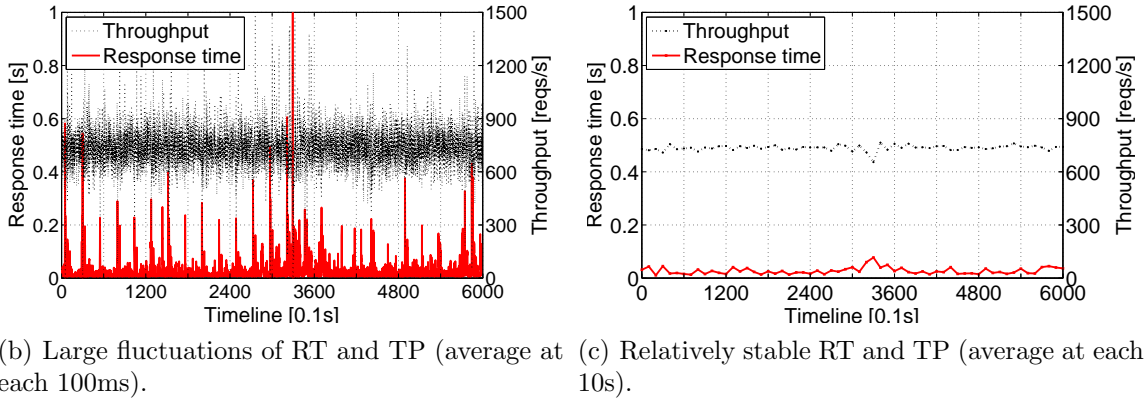 Throughput
Response time
Response time [s]
1
0.8
0.6
0.4
0.2
0
1500
1200
900
600
300
0
Throughput [reqs/s]
0 1200 2400 3600 4800 6000
Timeline [0.1s]
Throughput
Response time
Response time [s]
1
0.8
0.6
0.4
0.2
0
1500
1200
900
600
300
0
Throughput [reqs/s]
0 1200 2400 3600 4800 6000
Timeline [0.1s]
(b) Large fluctuations of RT and TP (average at
each 100ms).
(c) Relatively stable RT and TP (average at each
10s).